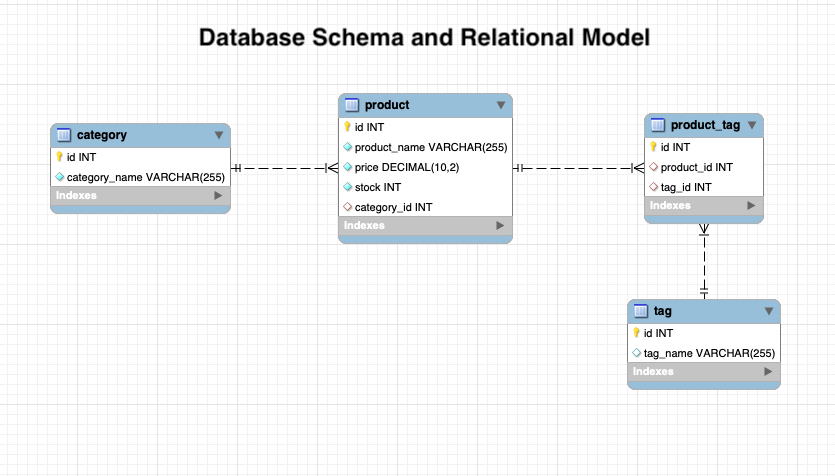 Database Schema and Relational Model
category
id INT
category_name VARCHAR(255)
Indexes
product
id INT
product_name VARCHAR(255)
price DECIMAL(10,2)
stock INT
category_id INT
Indexes
product_tag
id INT
product_id INT
tag_id INT
Indexes
tag
id INT
tag_name VARCHAR(255)
Indexes